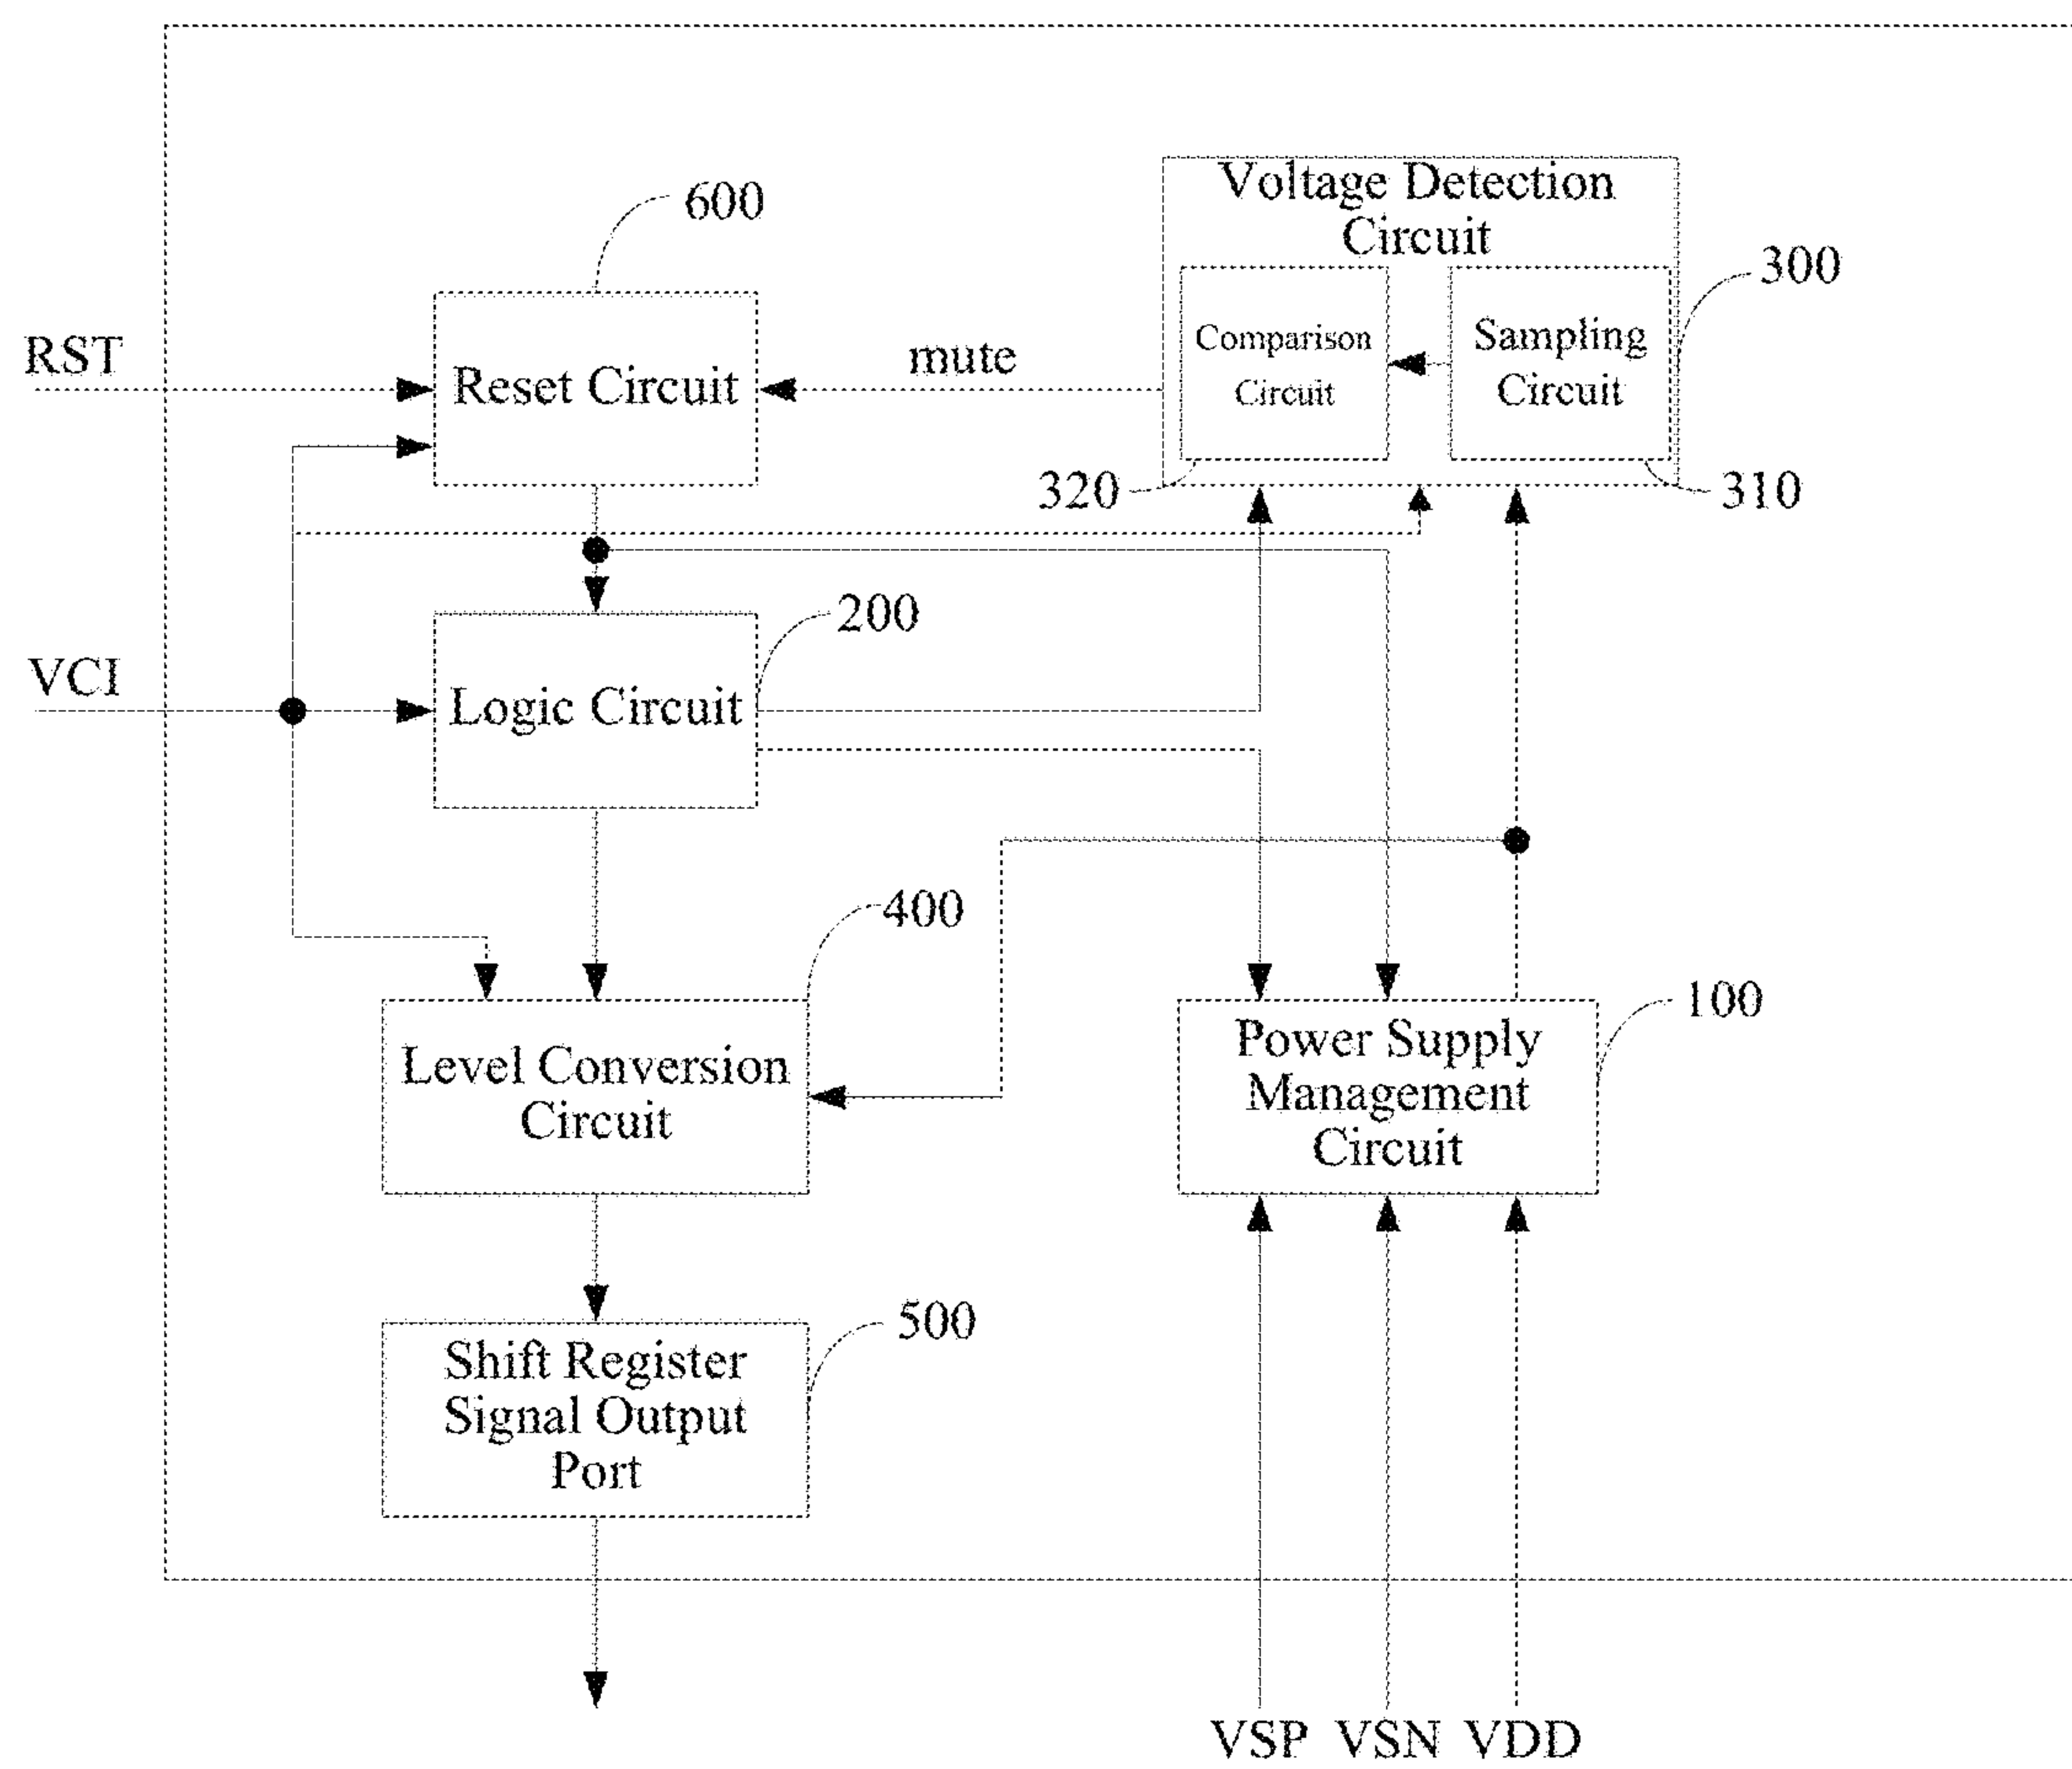 Voltage Detection
Circuit
600
300
RST
Reset Circuit
mute
Comparison
Circuit
Sampling
Circuit
320
310
200
VCI
Logic Circuit
400
100
Level Conversion
Circuit
Power Supply
Management
Circuit
500
Shift Register
Signal Output
Port
VSP VSN VDD